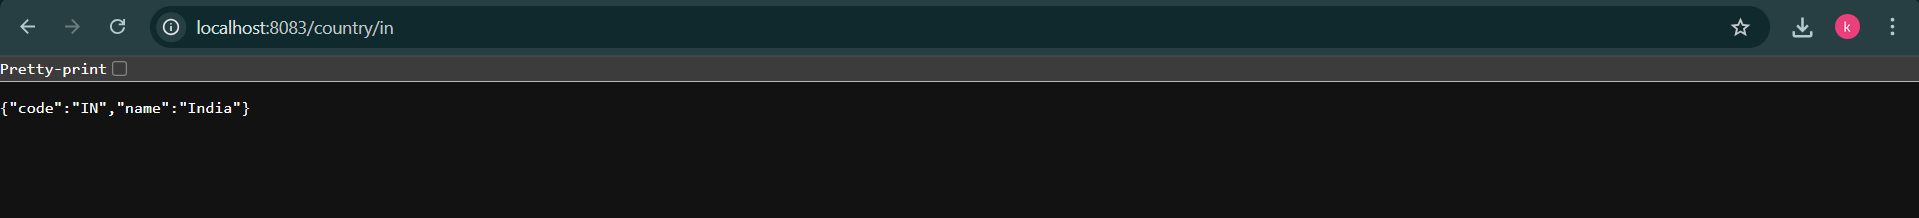 localhost:8083/country/in
k
Pretty-print
{"code":"IN","name":"India"}